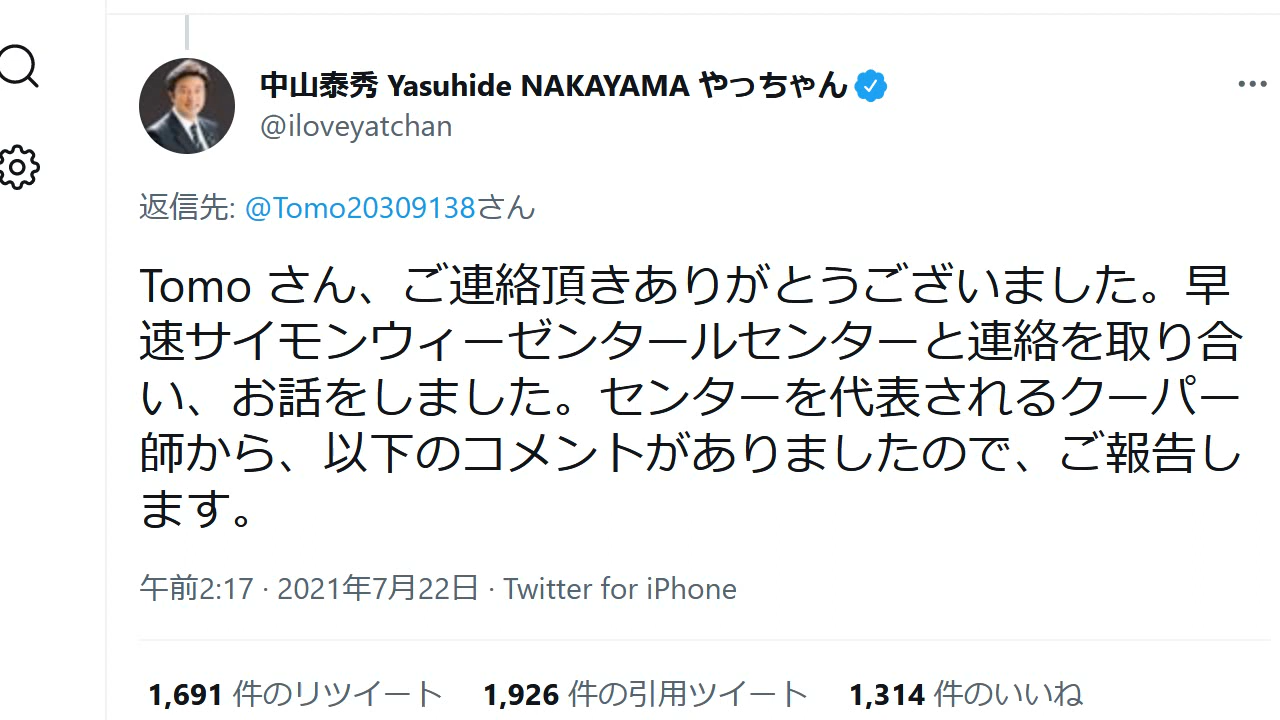 中山泰秀 Yasuhide NAKAYAMA やっちゃん
@iloveyatchan
返信先: @Tomo20309138さん
Tomo さん、ご連絡頂きありがとうございました。早
速サイモンウィーゼンタールセンターと連絡を取り合
い、お話をしました。センターを代表されるクーパー
師から、以下のコメントがありましたので、ご報告し
ます。
午前2:17 · 2021年7月22日 · Twitter for iPhone
1,691 件のリツイート 1,926 件の引用ツイート 1,314 件のいいね